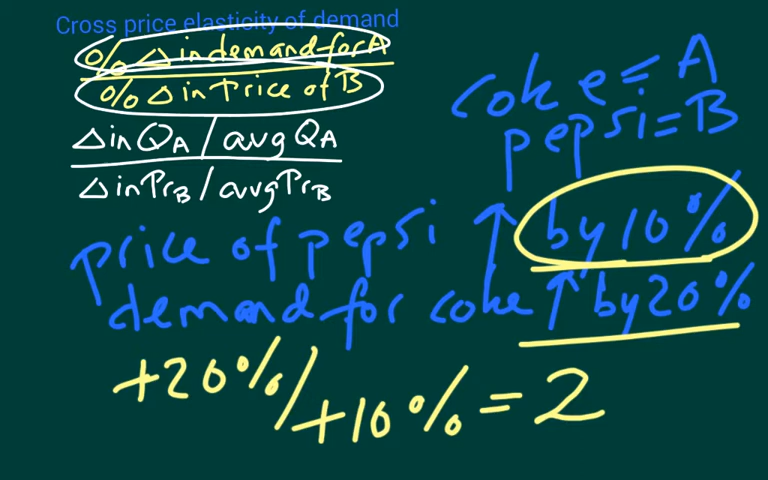 Cross price elasticity of demand
% Δ in demand for A
% Δ in Price of B
Δ in QA / avg QA
Δ in PrB / avg PrB
coke = A
pepsi = B
price of pepsi ↑ by 10%
demand for coke ↑ by 20%
+20% / +10% = 2